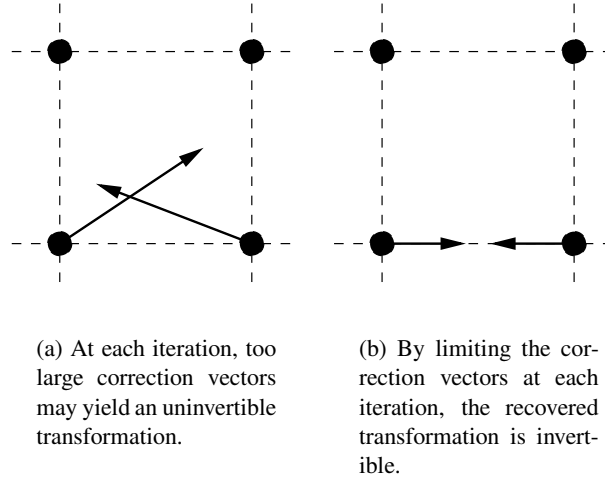 (a) At each iteration, too
large correction vectors
may yield an uninvertible
transformation.
(b) By limiting the cor-
rection vectors at each
iteration, the recovered
transformation is invert-
ible.